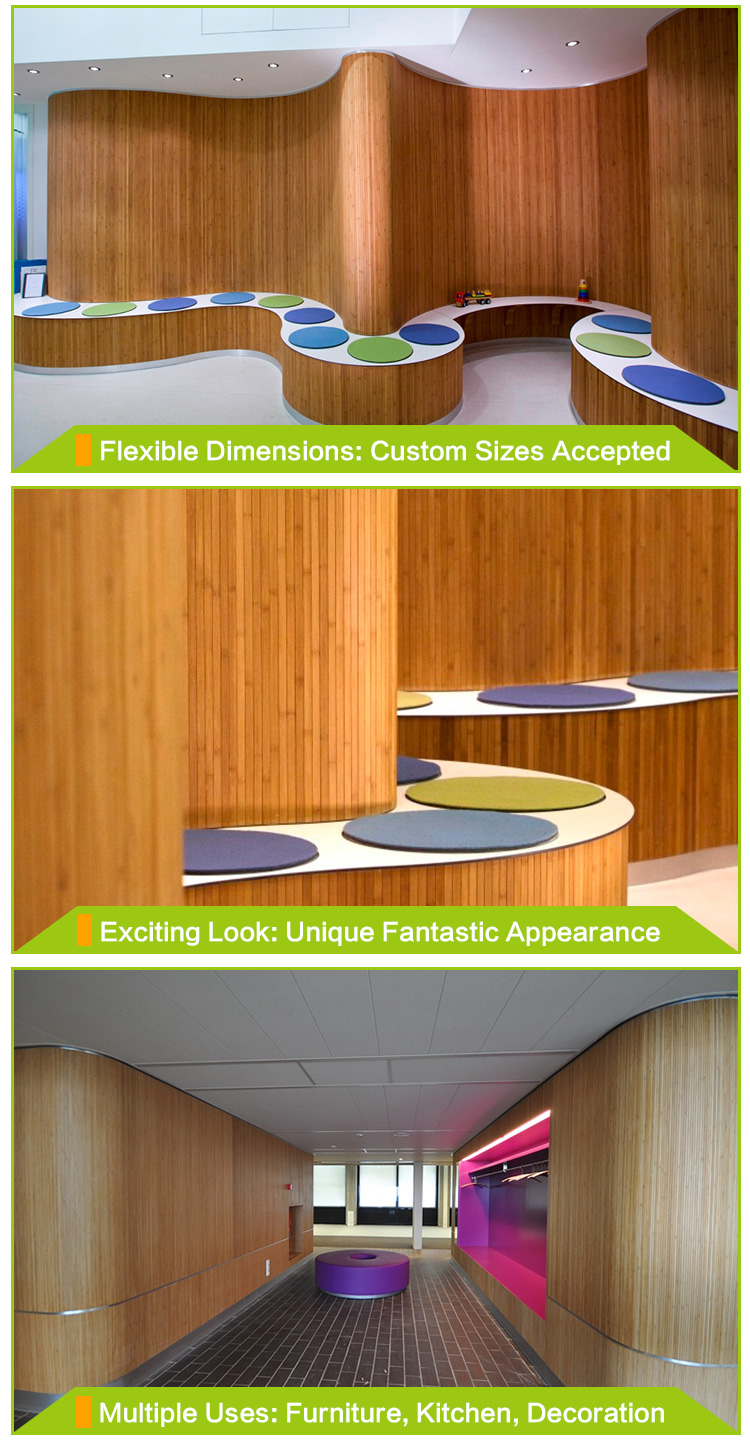 Flexible Dimensions: Custom Sizes Accepted
Exciting Look: Unique Fantastic Appearance
Multiple Uses: Furniture, Kitchen, Decoration